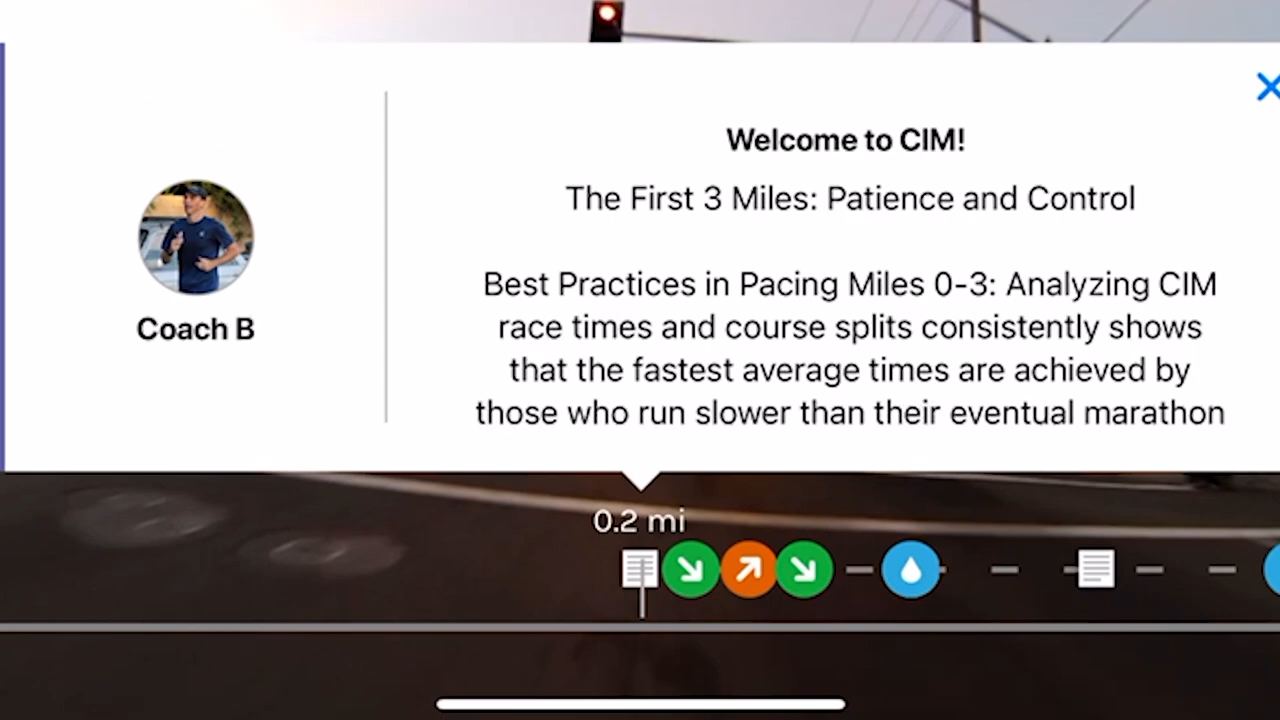 Welcome to CIM!
The First 3 Miles: Patience and Control
Best Practices in Pacing Miles 0-3: Analyzing CIM
race times and course splits consistently shows
that the fastest average times are achieved by
those who run slower than their eventual marathon
Coach B
0.2 mi